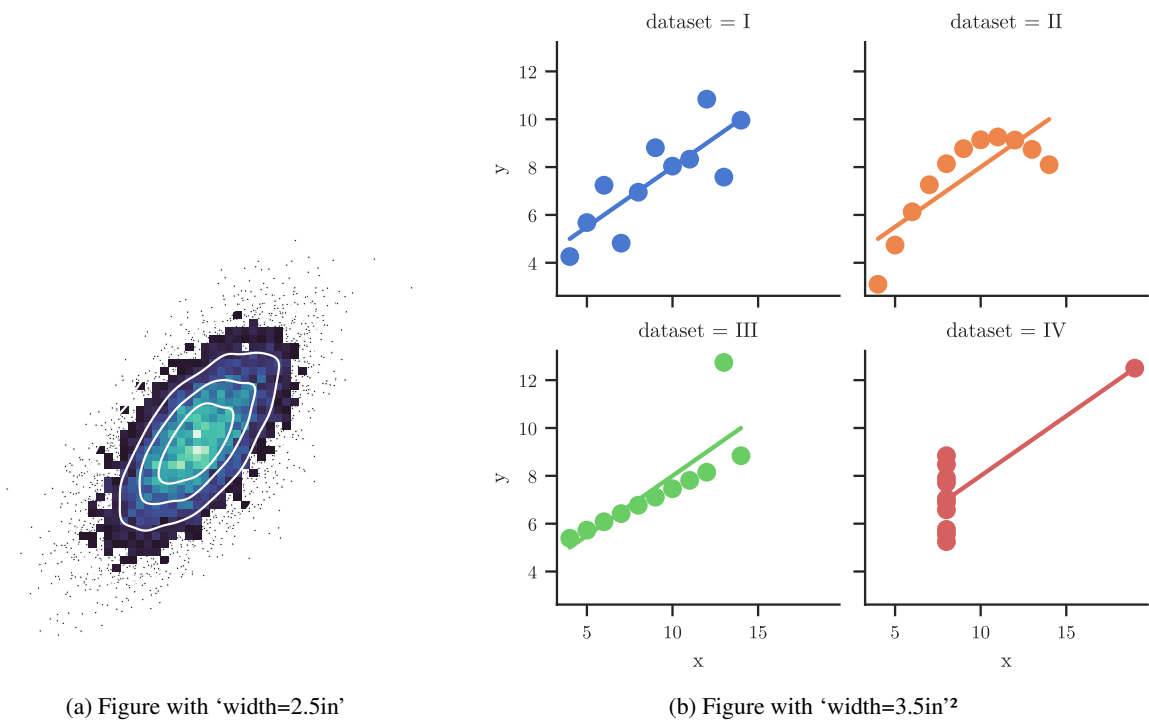 dataset = I
dataset = II
12
10
8
6
4
y
dataset = III
dataset = IV
12
10
8
6
4
y
5
10
15
5
10
15
x
x
(a) Figure with ‘width=2.5in’
(b) Figure with ‘width=3.5in’²